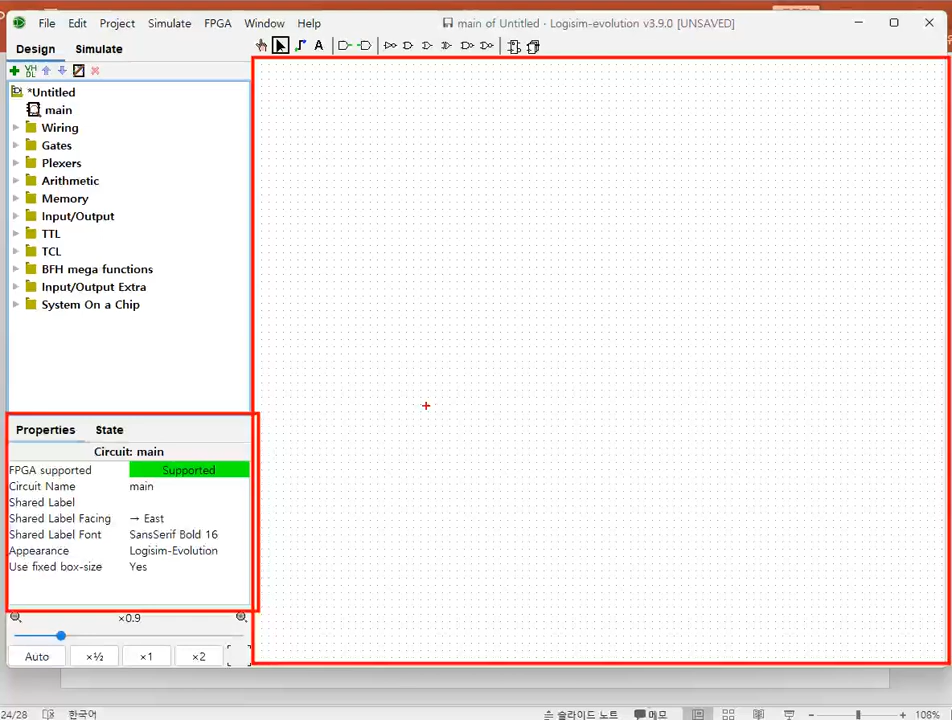 File Edit Project Simulate FPGA Window Help
main of Untitled · Logisim-evolution v3.9.0 [UNSAVED]
Design Simulate
A
VH
DL
*Untitled
main
Wiring
Gates
Plexers
Arithmetic
Memory
Input/Output
TTL
TCL
BFH mega functions
Input/Output Extra
System On a Chip
Properties State
Circuit: main
FPGA supported Supported
Circuit Name main
Shared Label
Shared Label Facing → East
Shared Label Font SansSerif Bold 16
Appearance Logisim-Evolution
Use fixed box-size Yes
×0.9
Auto ×½ ×1 ×2
24/28 한국어 슬라이드 노트 메모 108%